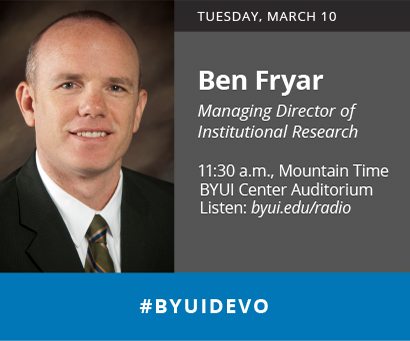 TUESDAY, MARCH 10
Ben Fryar
Managing Director of
Institutional Research
11:30 a.m., Mountain Time
BYUI Center Auditorium
Listen: byui.edu/radio
#BYUIDEVO